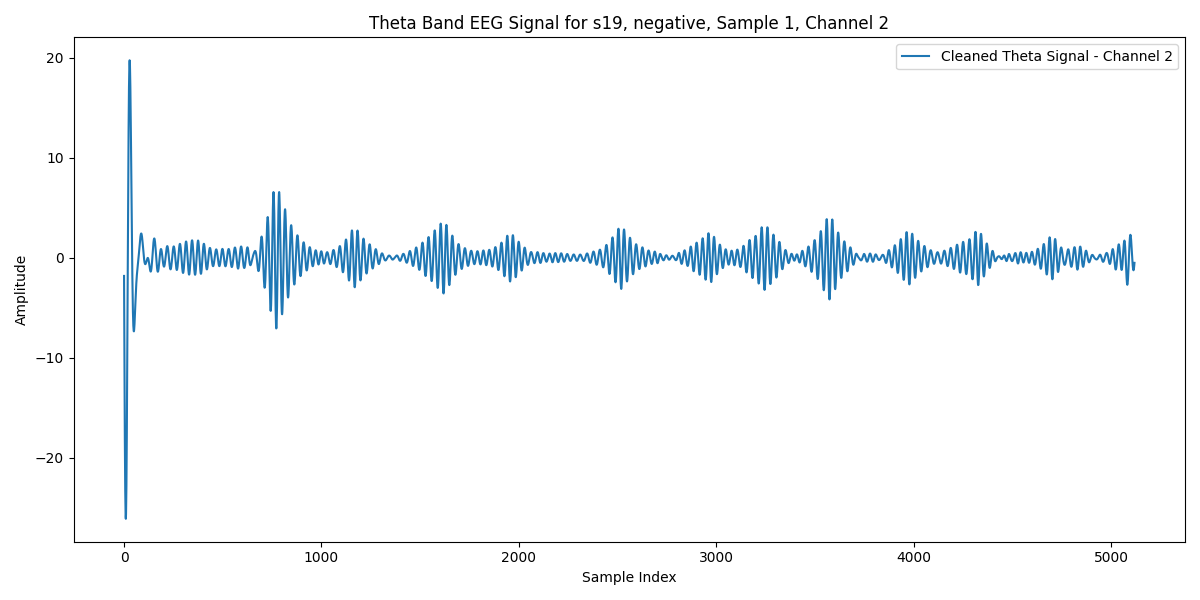 Theta Band EEG Signal for s19, negative, Sample 1, Channel 2
Cleaned Theta Signal - Channel 2
20
10
0
−10
−20
Amplitude
0 1000 2000 3000 4000 5000
Sample Index